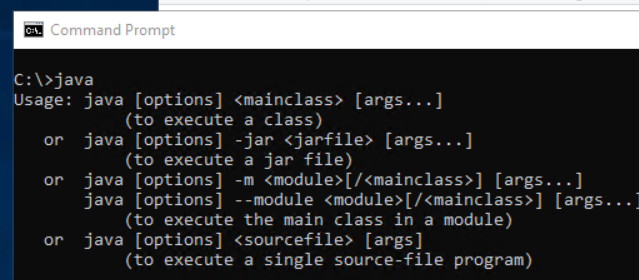 Command Prompt
C:\>java
Usage: java [options] <mainclass> [args...]
(to execute a class)
or java [options] -jar <jarfile> [args...]
(to execute a jar file)
or java [options] -m <module>[/<mainclass>] [args...]
java [options] --module <module>[/<mainclass>] [args...]
(to execute the main class in a module)
or java [options] <sourcefile> [args]
(to execute a single source-file program)